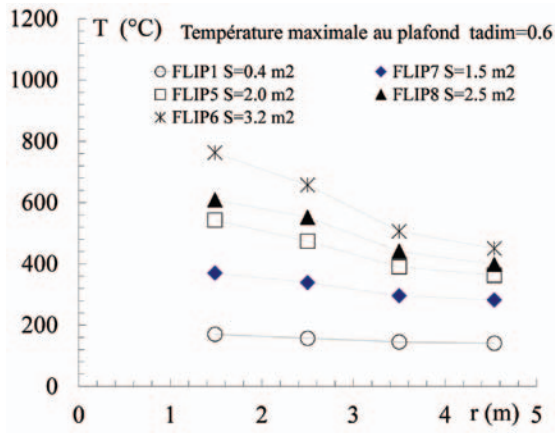 1200
T (°C)
Température maximale au plafond tadim=0.6
FLIP1 S=0.4 m2
FLIP7 S=1.5 m2
1000
FLIP5 S=2.0 m2
FLIP8 S=2.5 m2
FLIP6 S=3.2 m2
800
600
400
200
0
0 1 2 3 4 r (m) 5